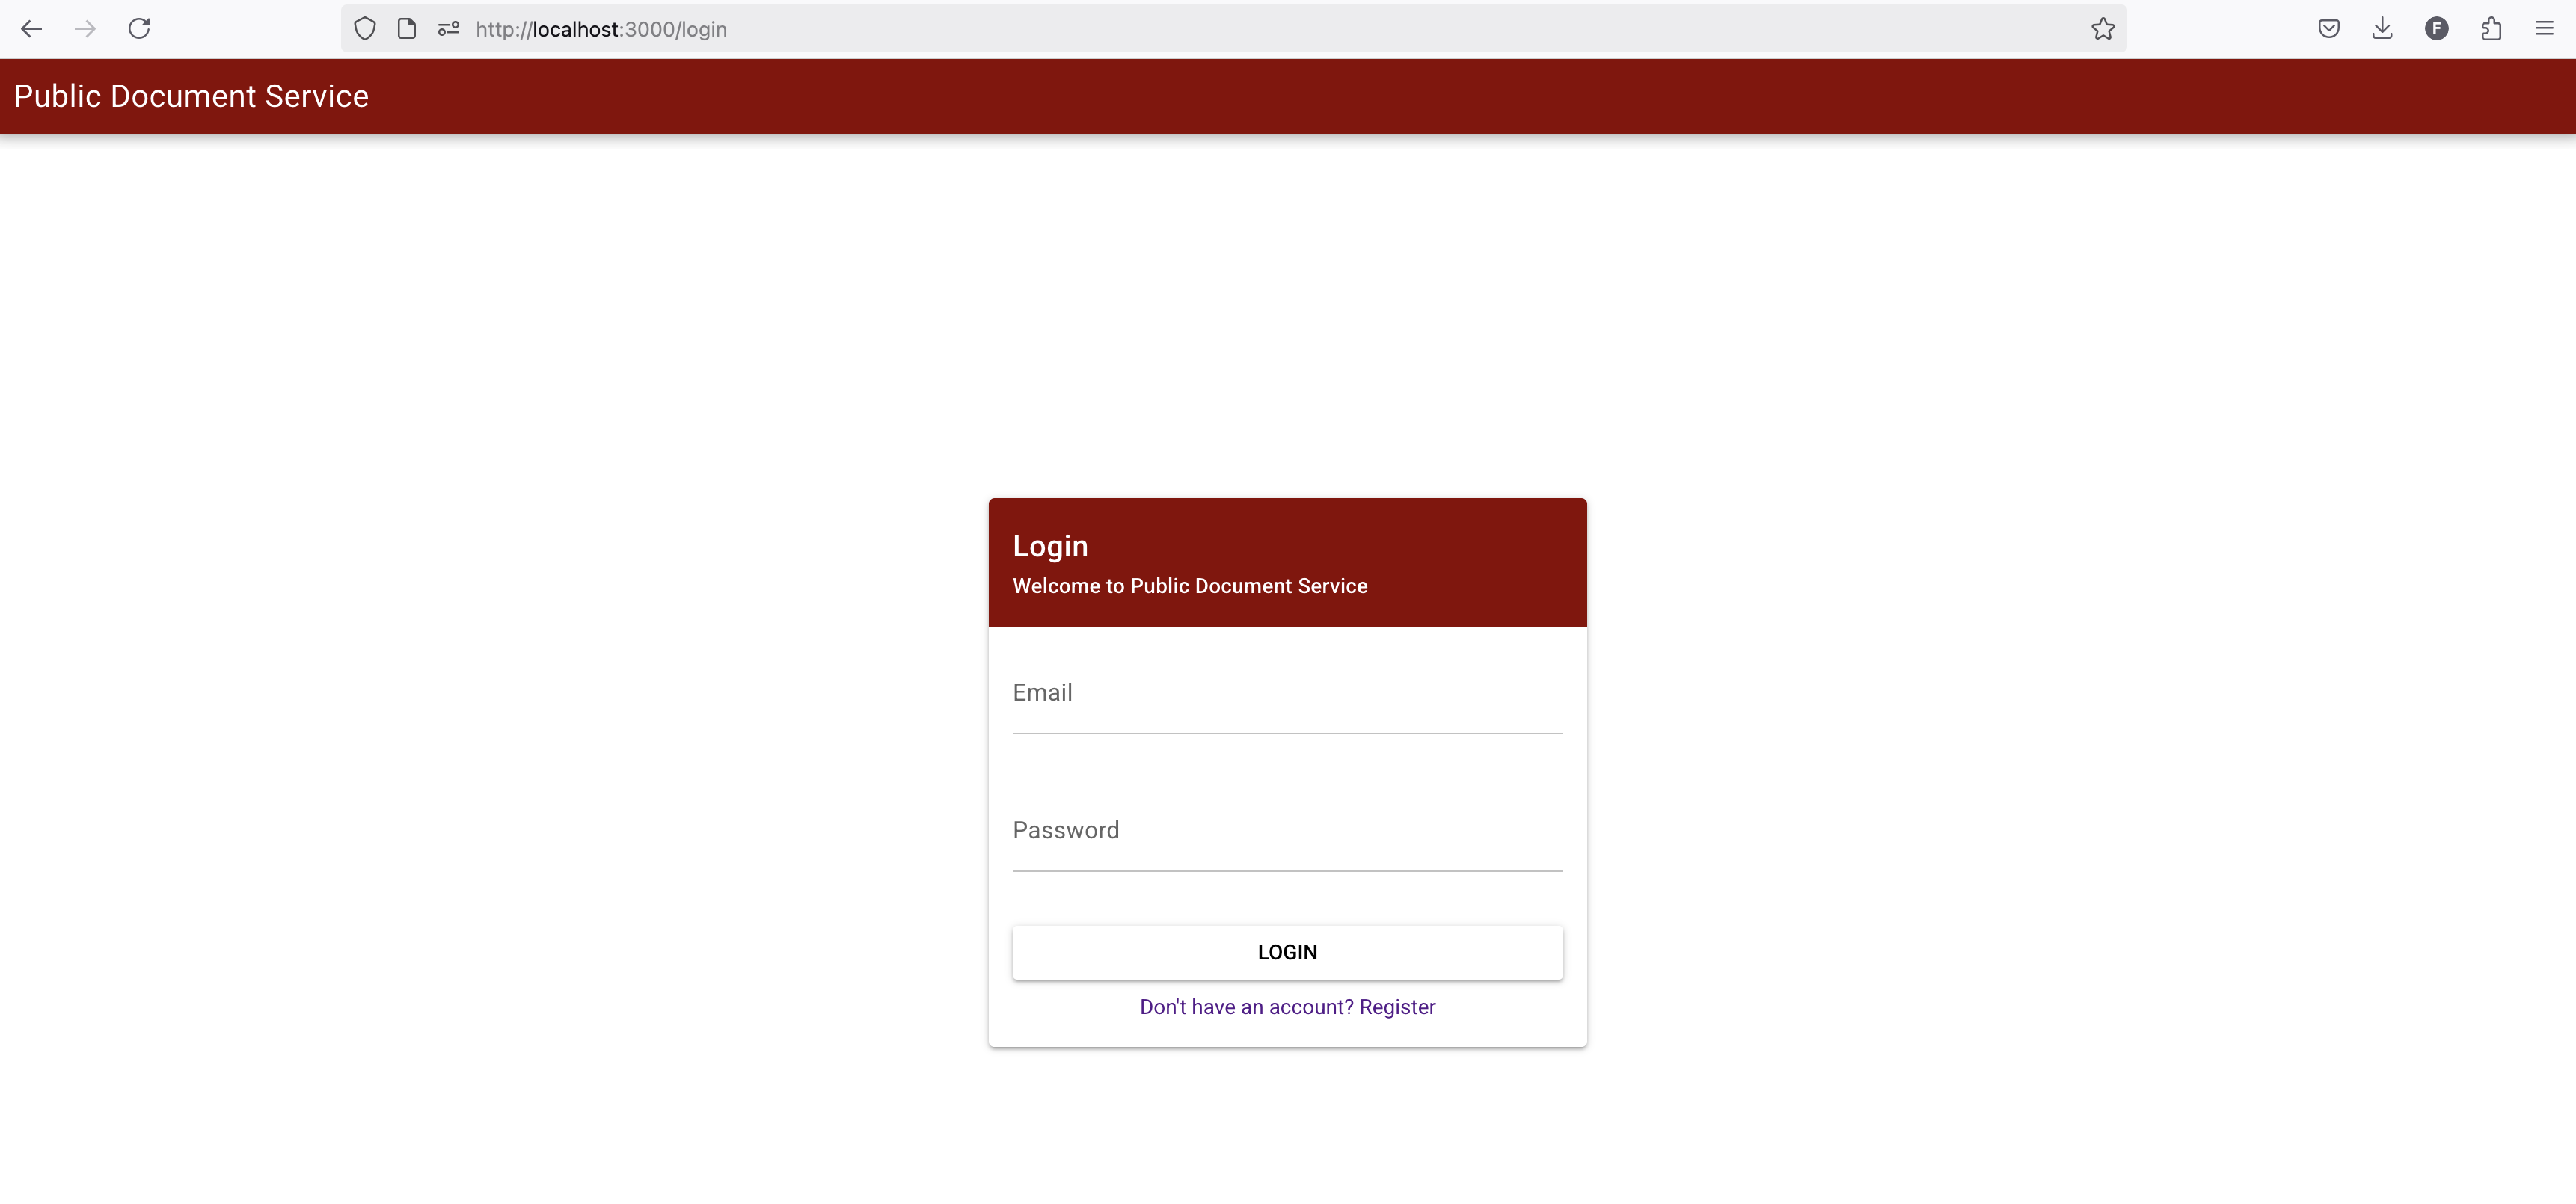 http://localhost:3000/login
F
Public Document Service
Login
Welcome to Public Document Service
Email
Password
LOGIN
Don't have an account? Register